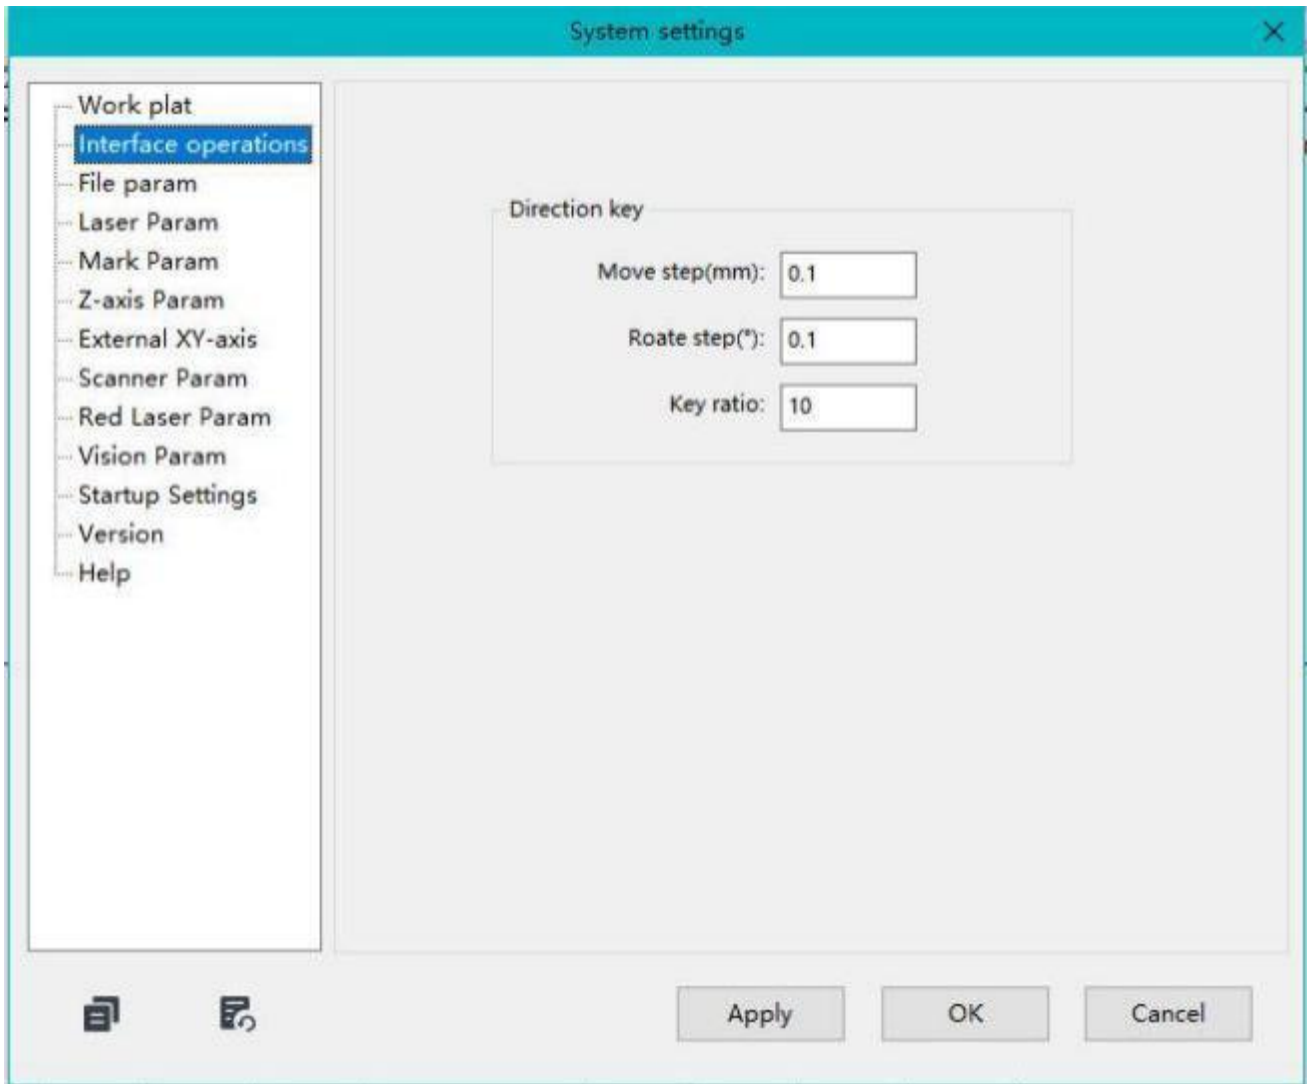 System settings
Work plat
Interface operations
File param
Laser Param
Mark Param
Z-axis Param
External XY-axis
Scanner Param
Red Laser Param
Vision Param
Startup Settings
Version
Help
Direction key
Move step(mm): 0.1
Roate step(°): 0.1
Key ratio: 10
Apply OK Cancel